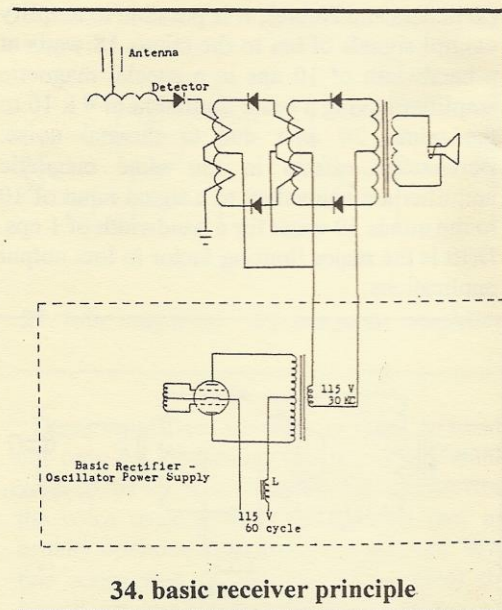 Antenna
Detector
115 V
30 KC
Basic Rectifier -
Oscillator Power Supply
L
115 V
60 cycle
34. basic receiver principle